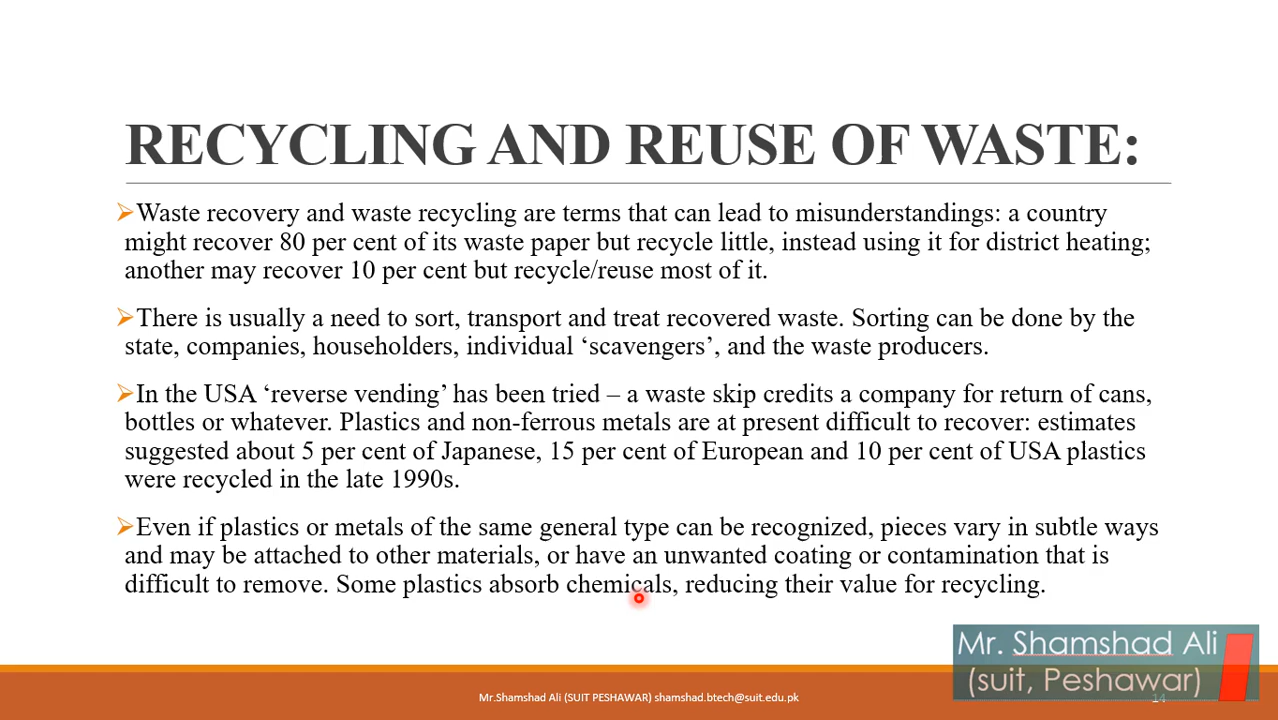 RECYCLING AND REUSE OF WASTE:
Waste recovery and waste recycling are terms that can lead to misunderstandings: a country
might recover 80 per cent of its waste paper but recycle little, instead using it for district heating;
another may recover 10 per cent but recycle/reuse most of it.
There is usually a need to sort, transport and treat recovered waste. Sorting can be done by the
state, companies, householders, individual ‘scavengers’, and the waste producers.
In the USA ‘reverse vending’ has been tried – a waste skip credits a company for return of cans,
bottles or whatever. Plastics and non-ferrous metals are at present difficult to recover: estimates
suggested about 5 per cent of Japanese, 15 per cent of European and 10 per cent of USA plastics
were recycled in the late 1990s.
Even if plastics or metals of the same general type can be recognized, pieces vary in subtle ways
and may be attached to other materials, or have an unwanted coating or contamination that is
difficult to remove. Some plastics absorb chemicals, reducing their value for recycling.
Mr. Shamshad Ali
(suit, Peshawar)
Mr.Shamshad Ali (SUIT PESHAWAR) shamshad.btech@suit.edu.pk
14